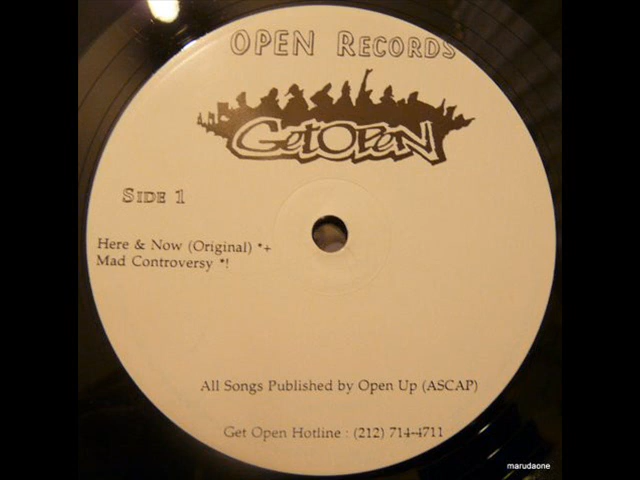 OPEN RECORDS
GetOpen
SIDE 1
Here & Now (Original) *+
Mad Controversy *!
All Songs Published by Open Up (ASCAP)
Get Open Hotline : (212) 714-4711
marudaone